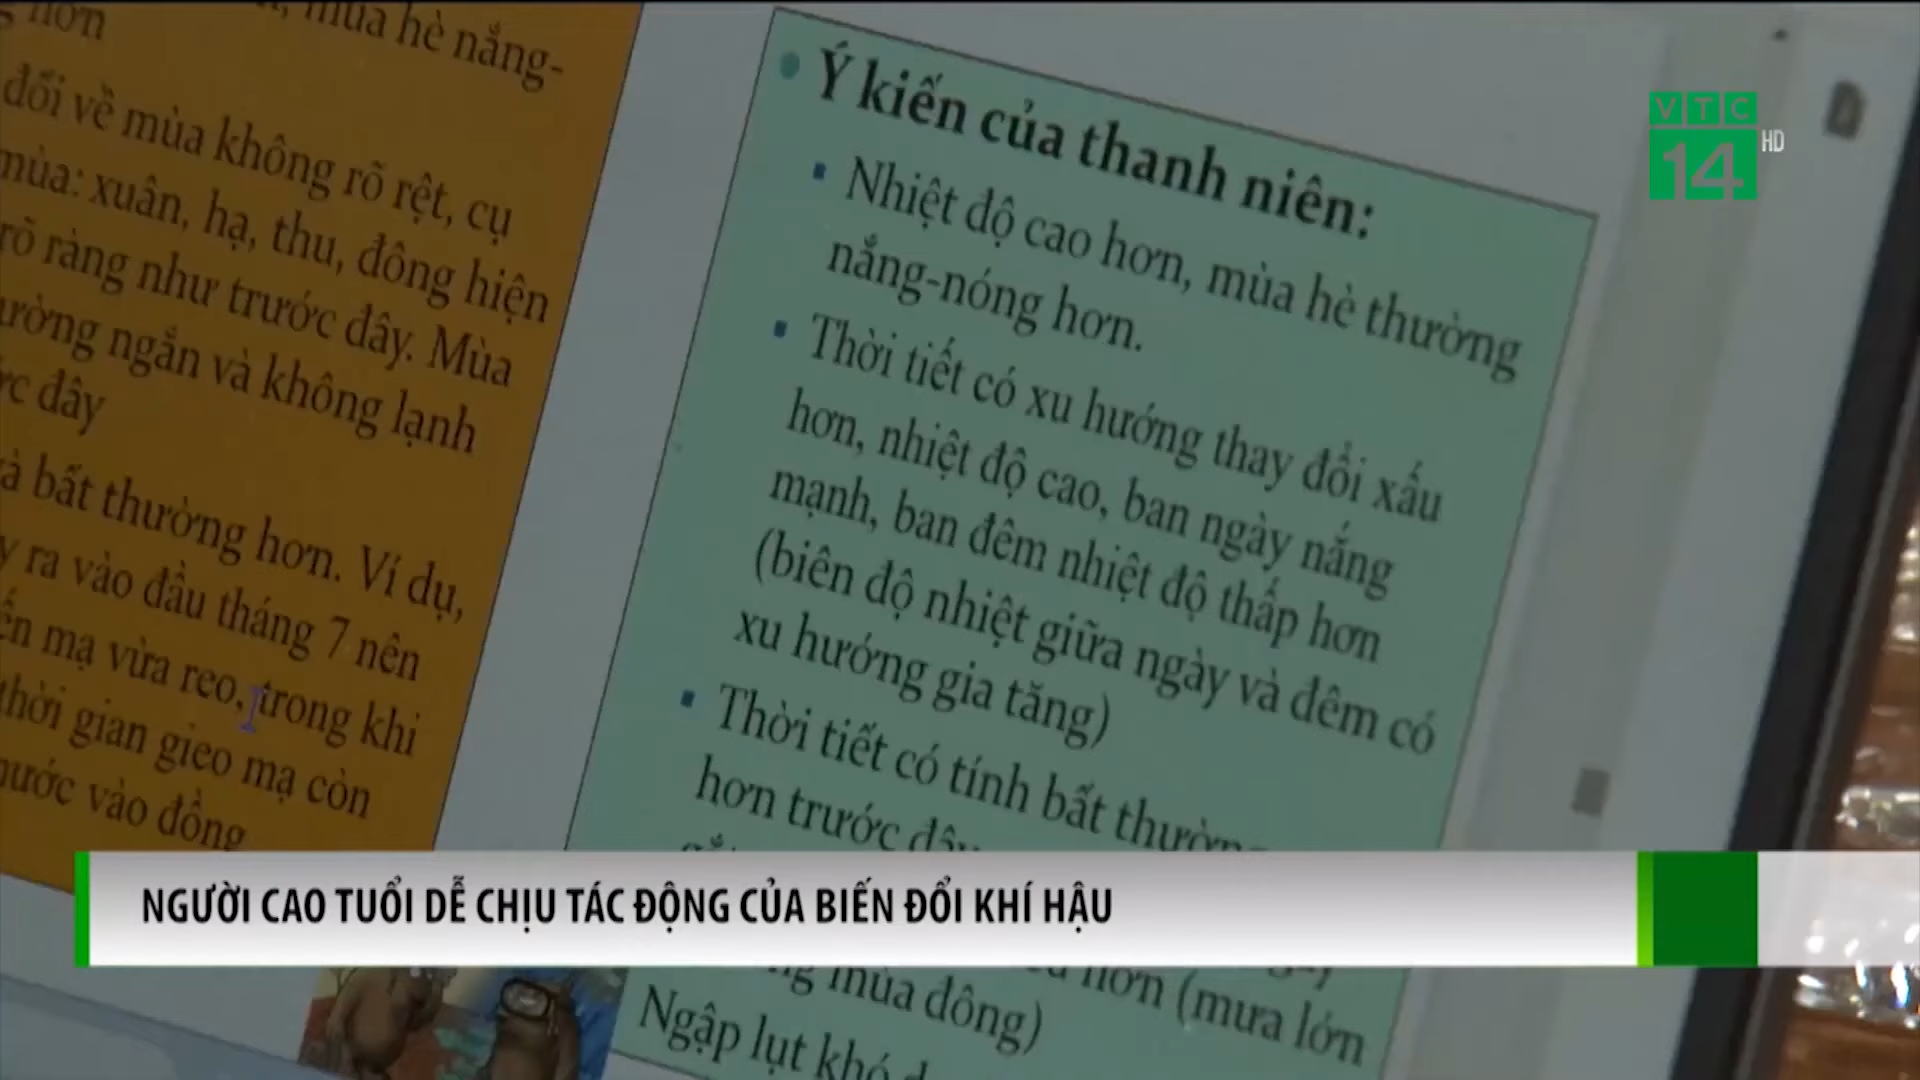 hơn
mùa hè nắng-
đổi về mùa không rõ rệt, cụ
mùa: xuân, hạ, thu, đông hiện
rõ ràng như trước đây. Mùa
ường ngắn và không lạnh
ớc đây
à bất thường hơn. Ví dụ,
y ra vào đầu tháng 7 nên
ến mạ vừa reo, trong khi
thời gian gieo mạ còn
nước vào đồng
Ý kiến của thanh niên:
Nhiệt độ cao hơn, mùa hè thường
nắng-nóng hơn.
Thời tiết có xu hướng thay đổi xấu
hơn, nhiệt độ cao, ban ngày nắng
mạnh, ban đêm nhiệt độ thấp hơn
(biên độ nhiệt giữa ngày và đêm có
xu hướng gia tăng)
Thời tiết có tính bất thường
hơn trước đây
hơn (mưa lớn
mùa đông)
Ngập lụt khó
VTC
14 HD
NGƯỜI CAO TUỔI DỄ CHỊU TÁC ĐỘNG CỦA BIẾN ĐỔI KHÍ HẬU